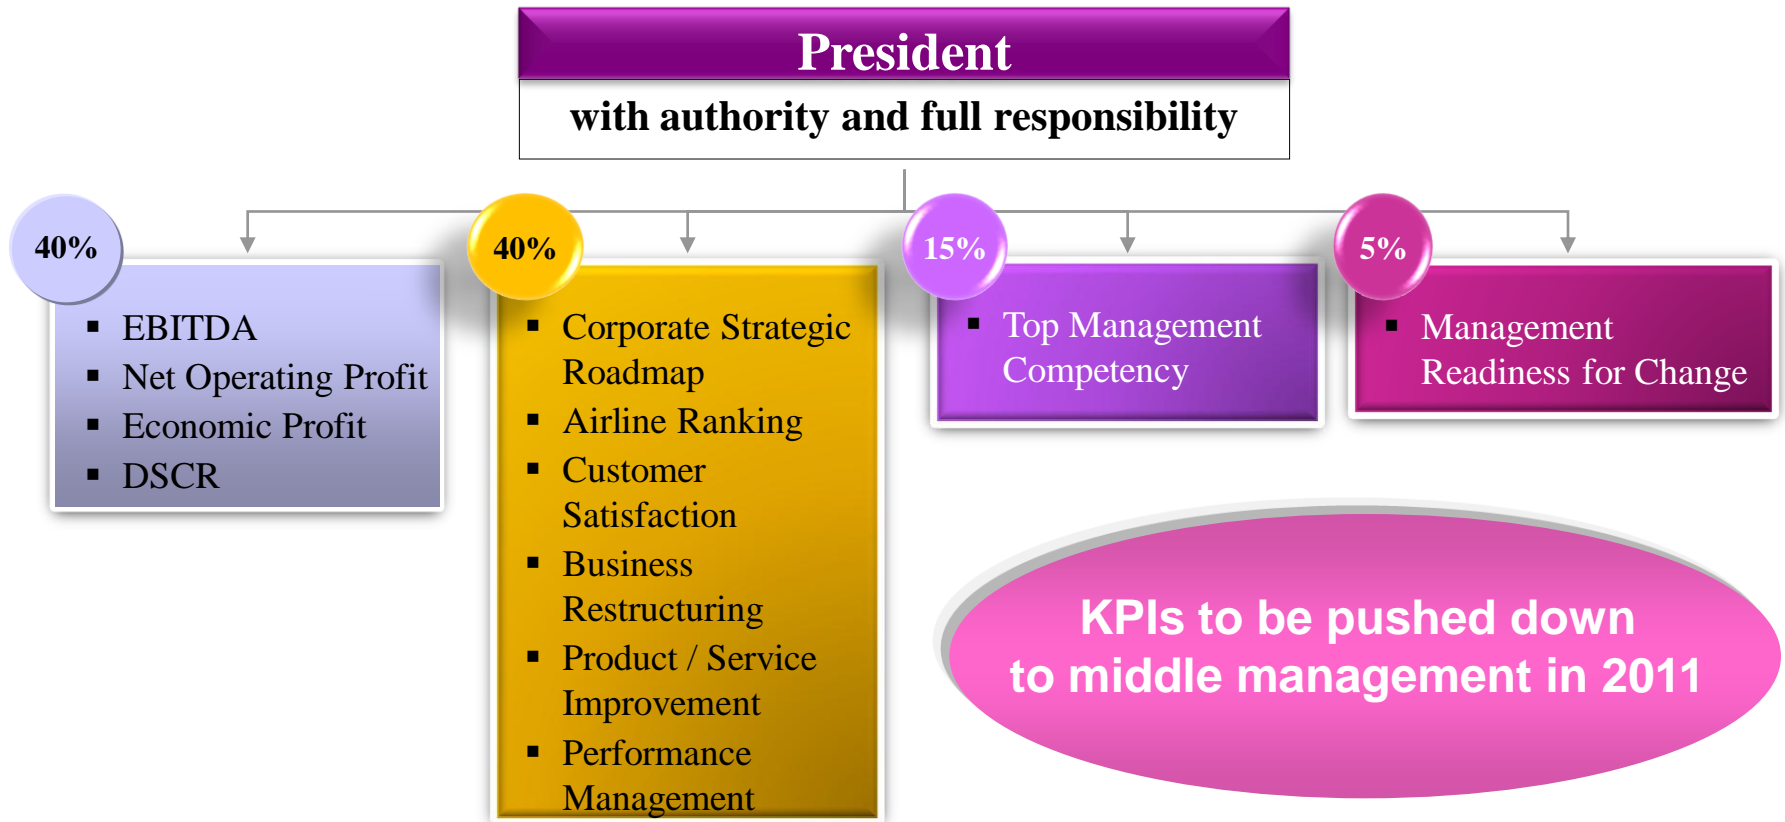 President
with authority and full responsibility
40%
▪ EBITDA
▪ Net Operating Profit
▪ Economic Profit
▪ DSCR
40%
▪ Corporate Strategic
Roadmap
▪ Airline Ranking
▪ Customer
Satisfaction
▪ Business
Restructuring
▪ Product / Service
Improvement
▪ Performance
Management
15%
▪ Top Management
Competency
5%
▪ Management
Readiness for Change
KPIs to be pushed down
to middle management in 2011